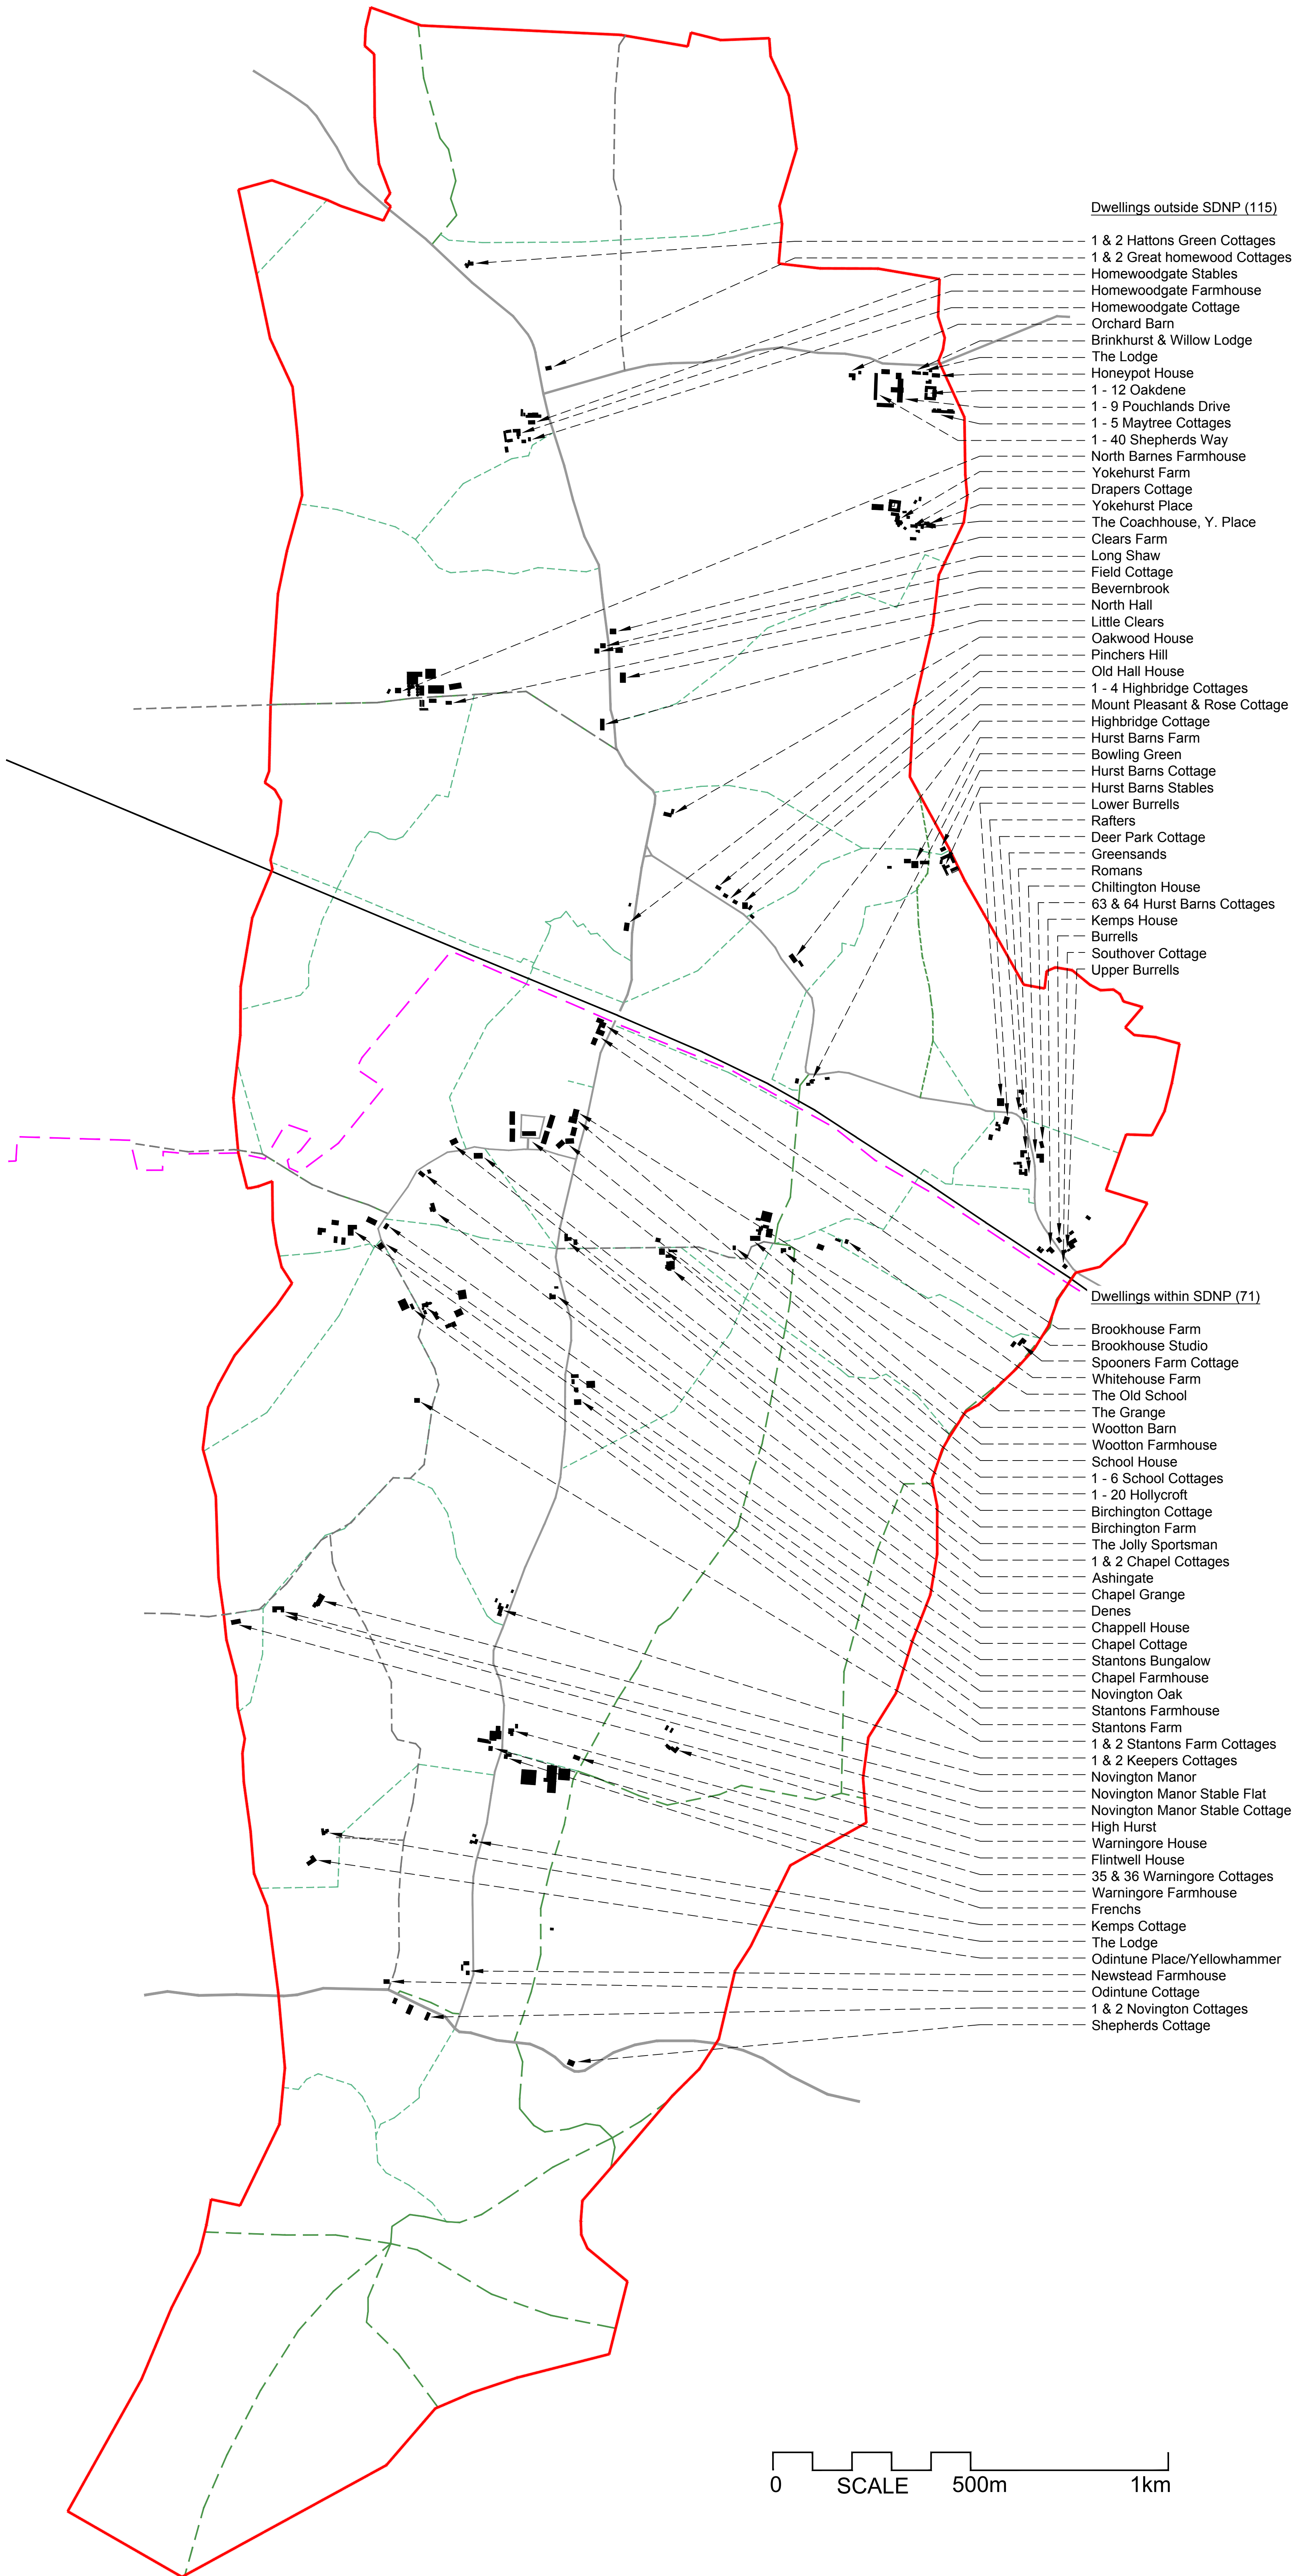 Dwellings outside SDNP (115)
1 & 2 Hattons Green Cottages
1 & 2 Great homewood Cottages
Homewoodgate Stables
Homewoodgate Farmhouse
Homewoodgate Cottage
Orchard Barn
Brinkhurst & Willow Lodge
The Lodge
Honeypot House
1 - 12 Oakdene
1 - 9 Pouchlands Drive
1 - 5 Maytree Cottages
1 - 40 Shepherds Way
North Barnes Farmhouse
Yokehurst Farm
Drapers Cottage
Yokehurst Place
The Coachhouse, Y. Place
Clears Farm
Long Shaw
Field Cottage
Bevernbrook
North Hall
Little Clears
Oakwood House
Pinchers Hill
Old Hall House
1 - 4 Highbridge Cottages
Mount Pleasant & Rose Cottage
Highbridge Cottage
Hurst Barns Farm
Bowling Green
Hurst Barns Cottage
Hurst Barns Stables
Lower Burrells
Rafters
Deer Park Cottage
Greensands
Romans
Chiltington House
63 & 64 Hurst Barns Cottages
Kemps House
Burrells
Southover Cottage
Upper Burrells
Dwellings within SDNP (71)
Brookhouse Farm
Brookhouse Studio
Spooners Farm Cottage
Whitehouse Farm
The Old School
The Grange
Wootton Barn
Wootton Farmhouse
School House
1 - 6 School Cottages
1 - 20 Hollycroft
Birchington Cottage
Birchington Farm
The Jolly Sportsman
1 & 2 Chapel Cottages
Ashingate
Chapel Grange
Denes
Chappell House
Chapel Cottage
Stantons Bungalow
Chapel Farmhouse
Novington Oak
Stantons Farmhouse
Stantons Farm
1 & 2 Stantons Farm Cottages
1 & 2 Keepers Cottages
Novington Manor
Novington Manor Stable Flat
Novington Manor Stable Cottage
High Hurst
Warningore House
Flintwell House
35 & 36 Warningore Cottages
Warningore Farmhouse
Frenchs
Kemps Cottage
The Lodge
Odintune Place/Yellowhammer
Newstead Farmhouse
Odintune Cottage
1 & 2 Novington Cottages
Shepherds Cottage
0 SCALE 500m 1km